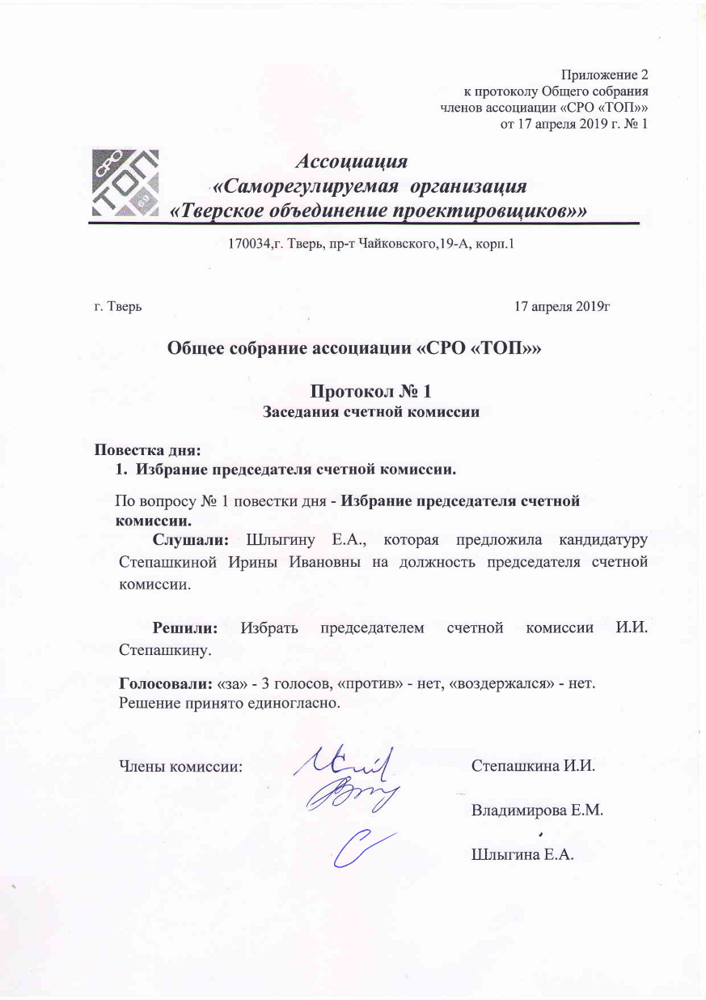 Приложение 2
к протоколу Общего собрания
членов ассоциации «СРО «ТОП»»
от 17 апреля 2019 г. № 1
СРО
ТОП
69
Ассоциация
«Саморегулируемая организация
«Тверское объединение проектировщиков»»
170034,г. Тверь, пр-т Чайковского,19-А, корп.1
г. Тверь 17 апреля 2019г
Общее собрание ассоциации «СРО «ТОП»»
Протокол № 1
Заседания счетной комиссии
Повестка дня:
1. Избрание председателя счетной комиссии.
По вопросу № 1 повестки дня - Избрание председателя счетной
комиссии.
Слушали: Шлыгину Е.А., которая предложила кандидатуру
Степашкиной Ирины Ивановны на должность председателя счетной
комиссии.
Решили: Избрать председателем счетной комиссии И.И.
Степашкину.
Голосовали: «за» - 3 голосов, «против» - нет, «воздержался» - нет.
Решение принято единогласно.
Члены комиссии: Степашкина И.И.
Владимирова Е.М.
Шлыгина Е.А.